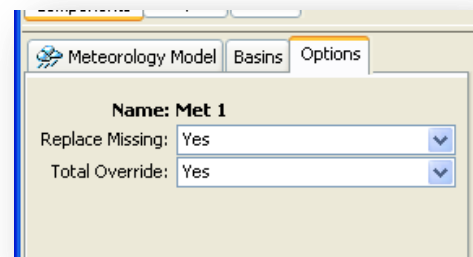 Components
Meteorology Model Basins Options
Name: Met 1
Replace Missing: Yes
Total Override: Yes